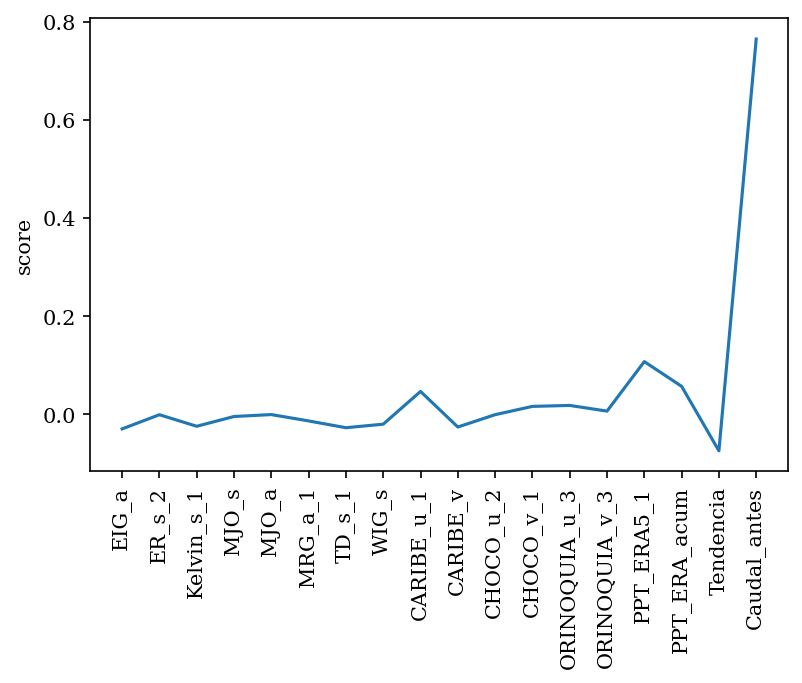 0.8
0.6
0.4
0.2
0.0
score
EIG_a
ER_s_2
Kelvin_s_1
MJO_s
MJO_a
MRG_a_1
TD_s_1
WIG_s
CARIBE_u_1
CARIBE_v
CHOCO_u_2
CHOCO_v_1
ORINOQUIA_u_3
ORINOQUIA_v_3
PPT_ERA5_1
PPT_ERA_acum
Tendencia
Caudal_antes